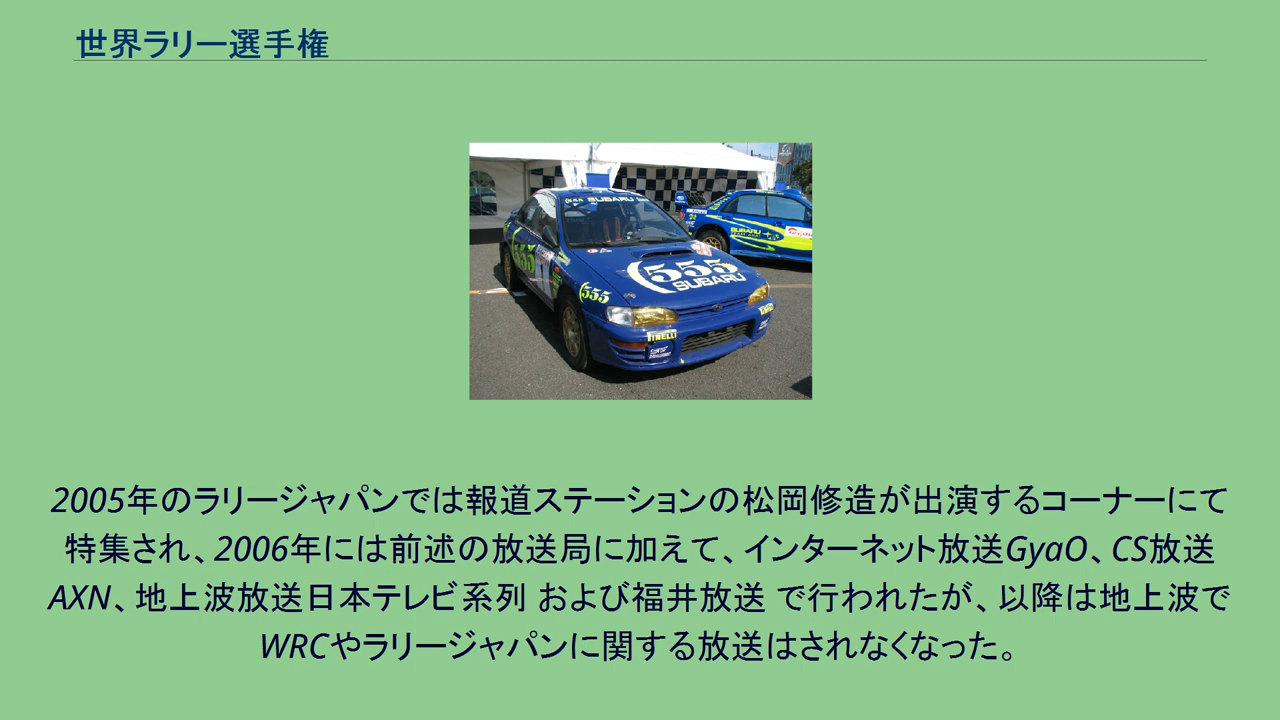 世界ラリー選手権
SUBARU
555
555
SUBARU
555
PIRELLI
SUBARU
2005年のラリージャパンでは報道ステーションの松岡修造が出演するコーナーにて
特集され、2006年には前述の放送局に加えて、インターネット放送GyaO、CS放送
AXN、地上波放送日本テレビ系列 および福井放送 で行われたが、以降は地上波で
WRCやラリージャパンに関する放送はされなくなった。